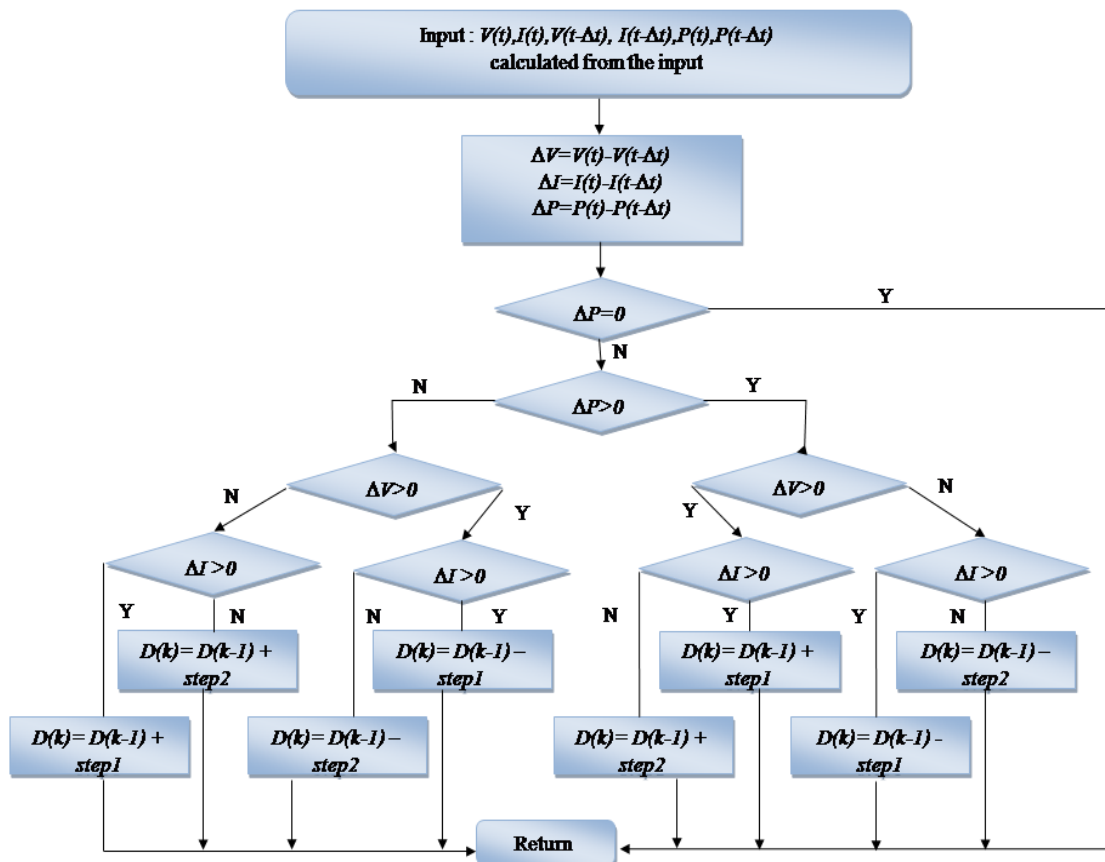 Input : V(t),I(t),V(t-Δt), I(t-Δt),P(t),P(t-Δt)
calculated from the input
ΔV=V(t)-V(t-Δt)
ΔI=I(t)-I(t-Δt)
ΔP=P(t)-P(t-Δt)
ΔP=0
Y
N
ΔP>0
N
Y
ΔV>0
N
Y
ΔV>0
Y
N
ΔI>0
Y
N
ΔI>0
N
Y
ΔI>0
N
Y
ΔI>0
Y
N
D(k)= D(k-1) +
step2
D(k)= D(k-1) –
step1
D(k)= D(k-1) +
step1
D(k)= D(k-1) –
step2
D(k)= D(k-1) +
step1
D(k)= D(k-1) –
step2
D(k)= D(k-1) +
step2
D(k)= D(k-1) -
step1
Return